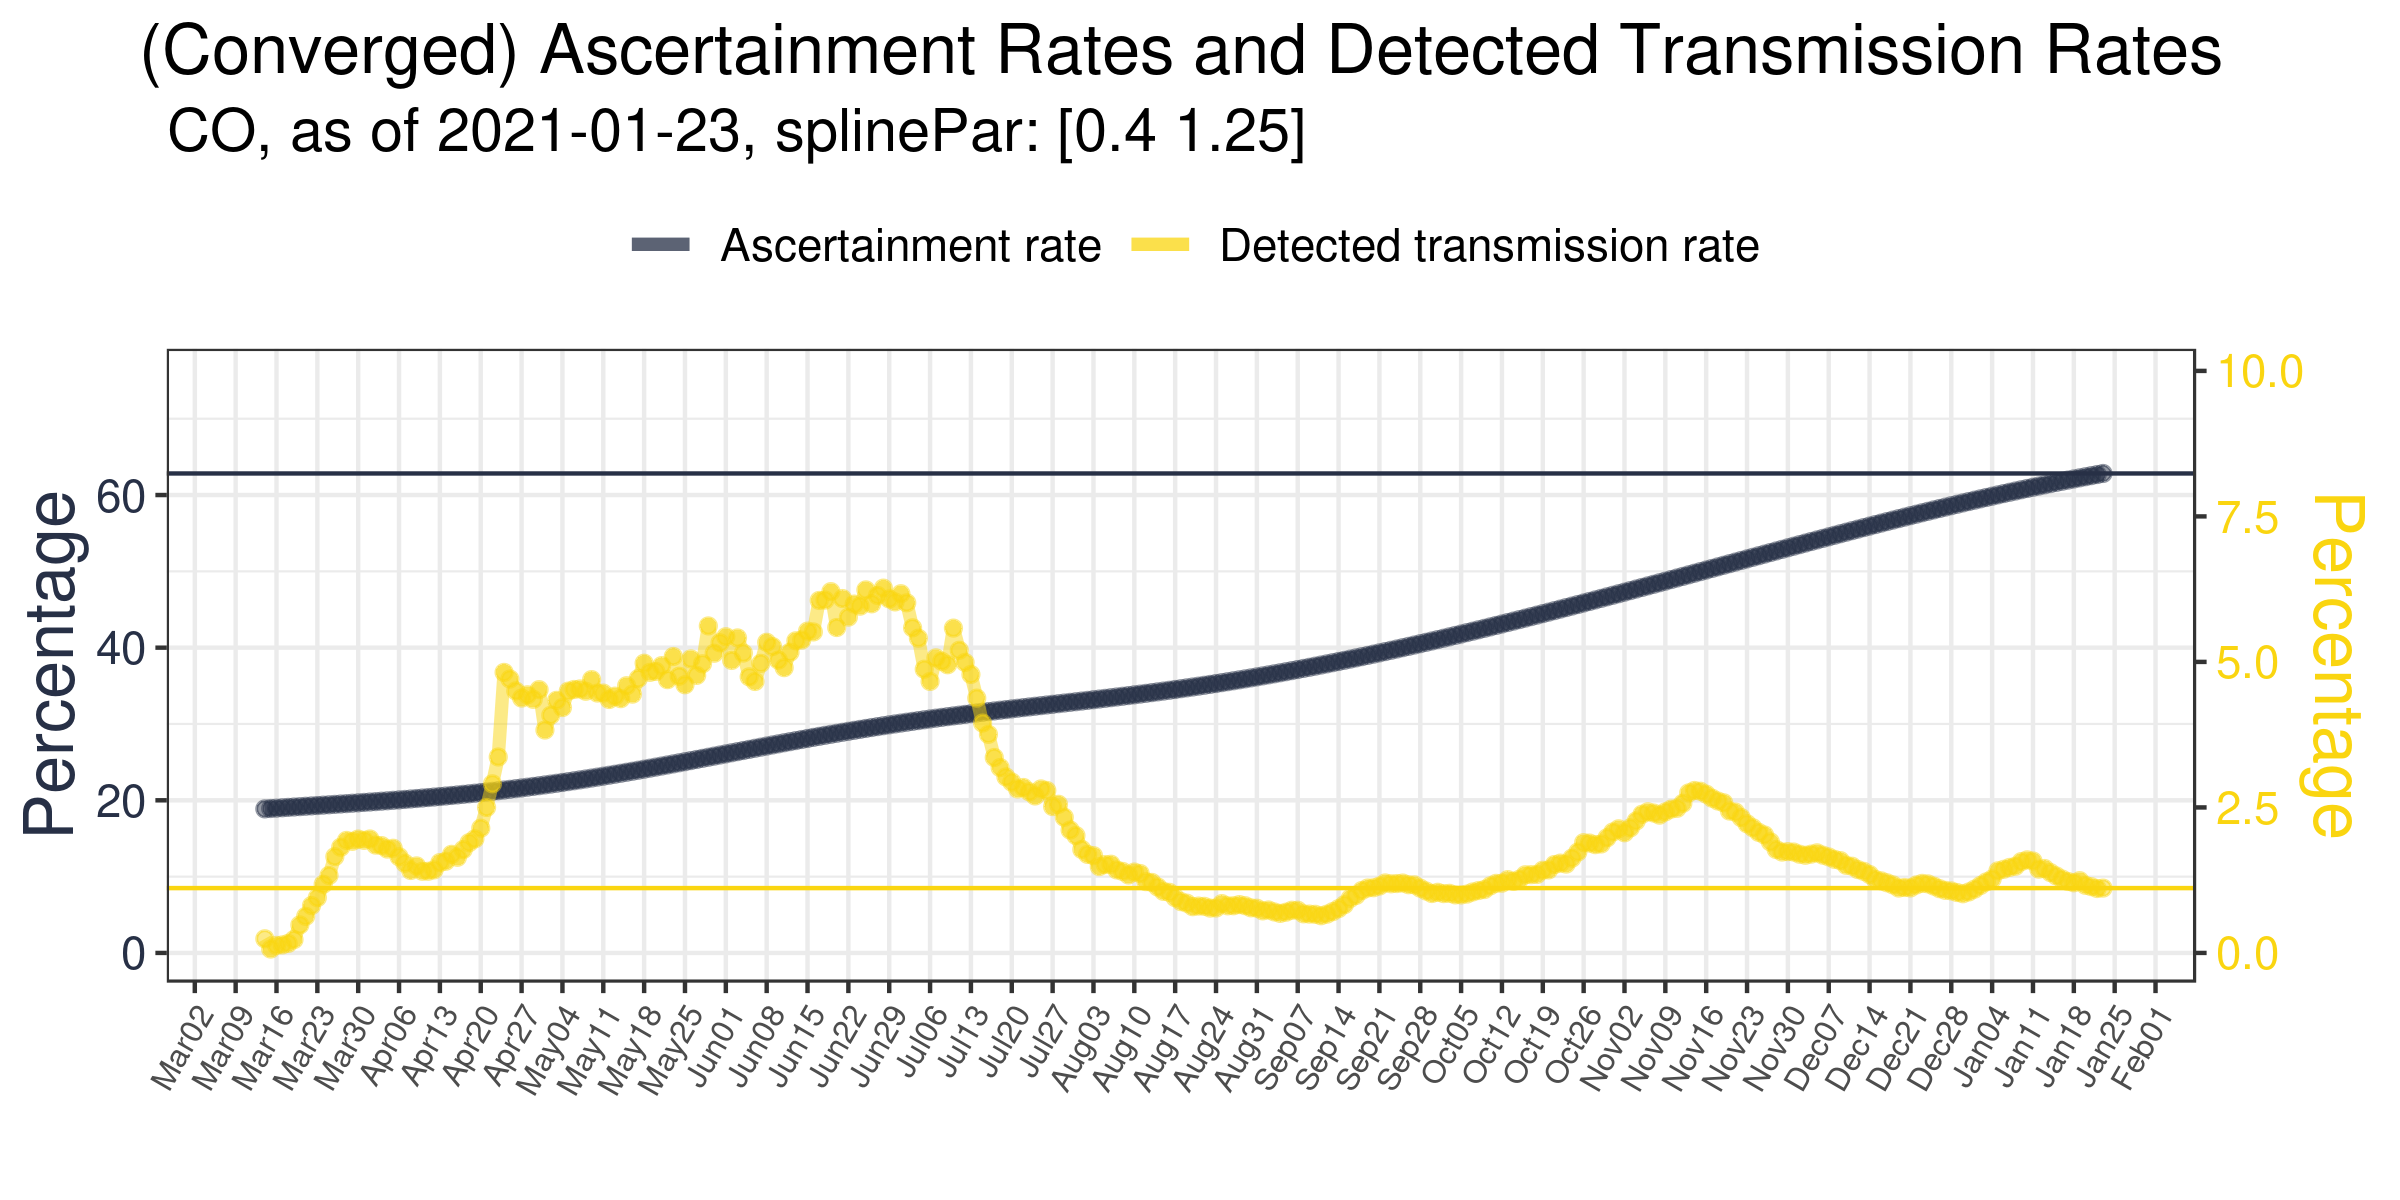 (Converged) Ascertainment Rates and Detected Transmission Rates
CO, as of 2021-01-23, splinePar: [0.4 1.25]
Ascertainment rate
Detected transmission rate
Percentage
60
40
20
0
10.0
7.5
5.0
2.5
0.0
Percentage
Mar02
Mar09
Mar16
Mar23
Mar30
Apr06
Apr13
Apr20
Apr27
May04
May11
May18
May25
Jun01
Jun08
Jun15
Jun22
Jun29
Jul06
Jul13
Jul20
Jul27
Aug03
Aug10
Aug17
Aug24
Aug31
Sep07
Sep14
Sep21
Sep28
Oct05
Oct12
Oct19
Oct26
Nov02
Nov09
Nov16
Nov23
Nov30
Dec07
Dec14
Dec21
Dec28
Jan04
Jan11
Jan18
Jan25
Feb01